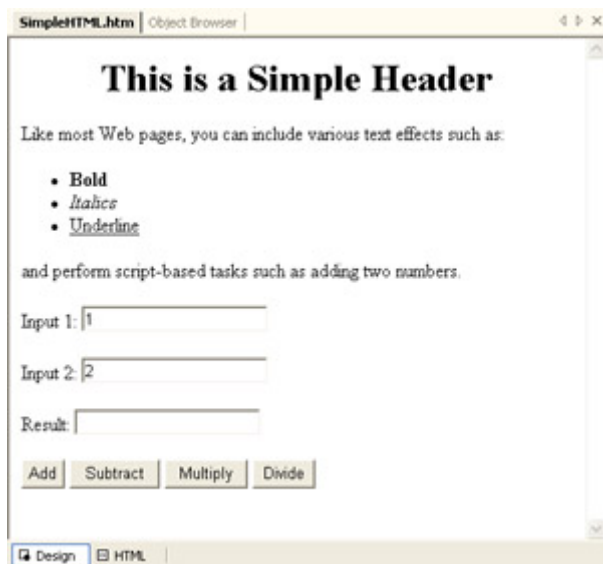 SimpleHTML.htm Object Browser
This is a Simple Header
Like most Web pages, you can include various text effects such as:
Bold
Italics
Underline
and perform script-based tasks such as adding two numbers.
Input 1: 1
Input 2: 2
Result:
Add Subtract Multiply Divide
Design HTML